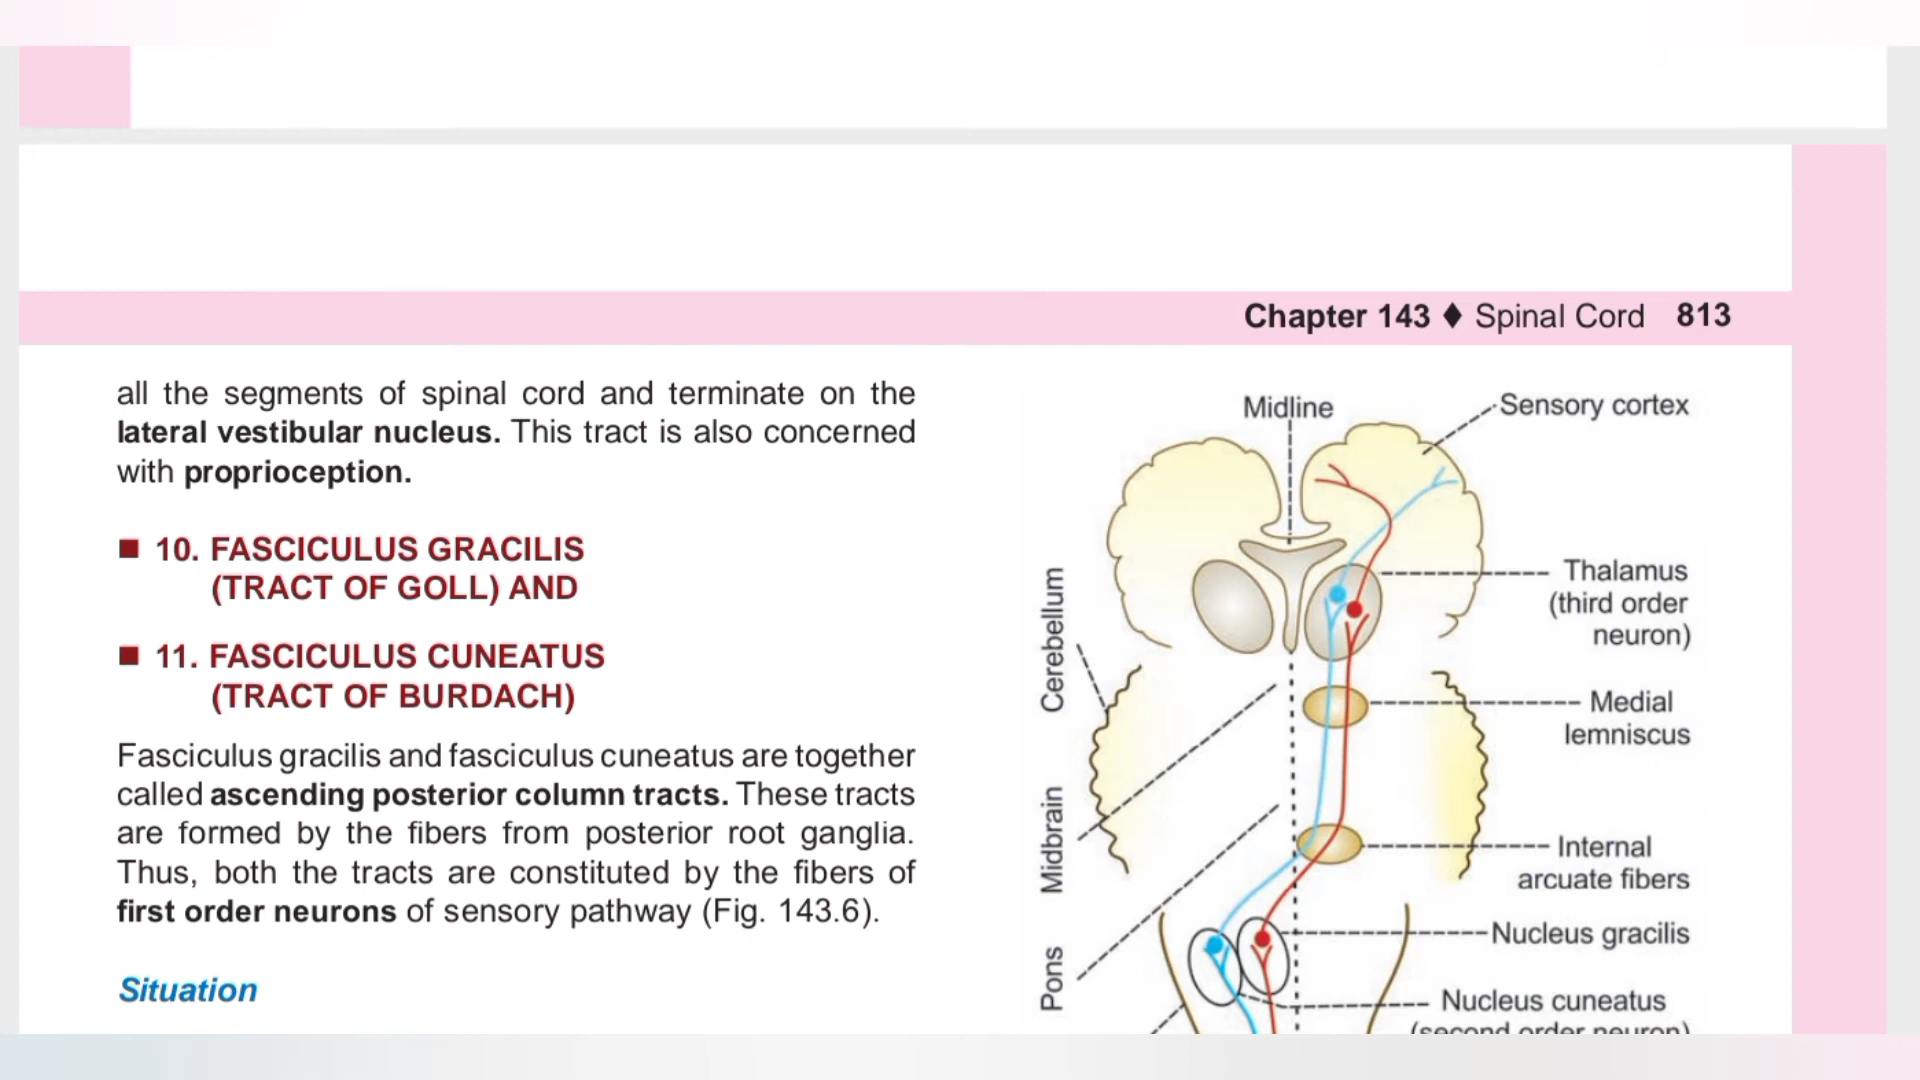 Chapter 143 ♦ Spinal Cord 813
all the segments of spinal cord and terminate on the
lateral vestibular nucleus. This tract is also concerned
with proprioception.
■ 10. FASCICULUS GRACILIS
(TRACT OF GOLL) AND
■ 11. FASCICULUS CUNEATUS
(TRACT OF BURDACH)
Fasciculus gracilis and fasciculus cuneatus are together
called ascending posterior column tracts. These tracts
are formed by the fibers from posterior root ganglia.
Thus, both the tracts are constituted by the fibers of
first order neurons of sensory pathway (Fig. 143.6).
Situation
Midline
Sensory cortex
Thalamus
(third order
neuron)
Cerebellum
Medial
lemniscus
Midbrain
Internal
arcuate fibers
Pons
Nucleus gracilis
Nucleus cuneatus
(second order neuron)